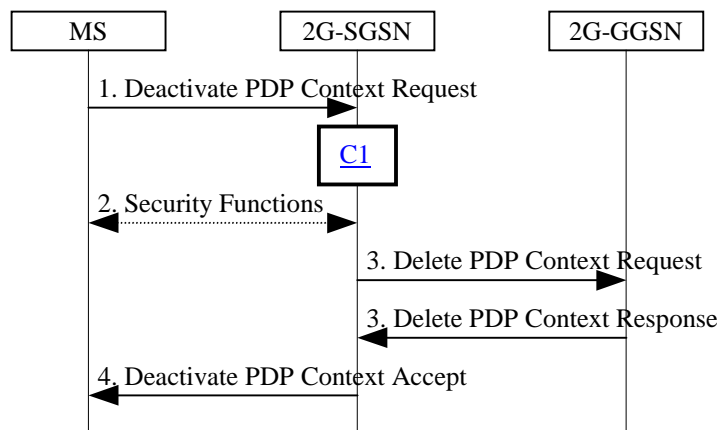 MS 2G-SGSN 2G-GGSN
1. Deactivate PDP Context Request
C1
2. Security Functions
3. Delete PDP Context Request
3. Delete PDP Context Response
4. Deactivate PDP Context Accept